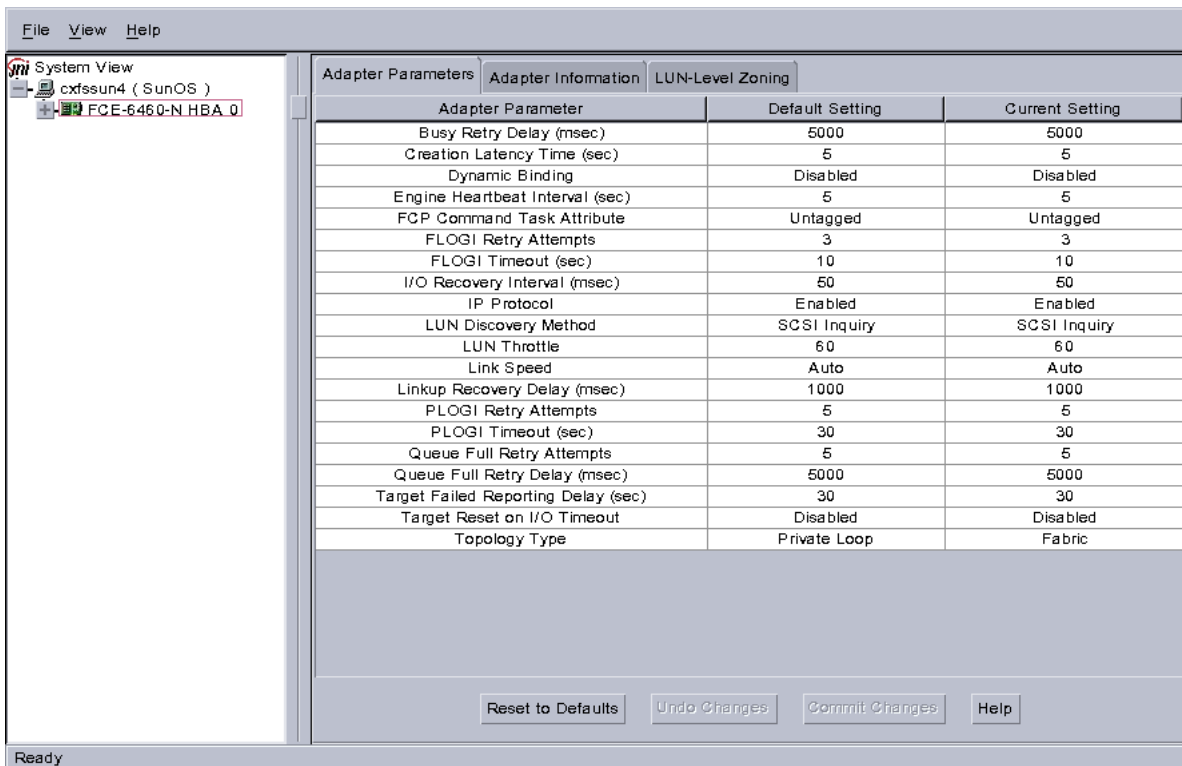 File View Help
jni System View
cxfssun4 ( SunOS )
FCE-6460-N HBA 0
Adapter Parameters Adapter Information LUN-Level Zoning
Adapter Parameter Default Setting Current Setting
Busy Retry Delay (msec) 5000 5000
Creation Latency Time (sec) 5 5
Dynamic Binding Disabled Disabled
Engine Heartbeat Interval (sec) 5 5
FCP Command Task Attribute Untagged Untagged
FLOGI Retry Attempts 3 3
FLOGI Timeout (sec) 10 10
I/O Recovery Interval (msec) 50 50
IP Protocol Enabled Enabled
LUN Discovery Method SCSI Inquiry SCSI Inquiry
LUN Throttle 60 60
Link Speed Auto Auto
Linkup Recovery Delay (msec) 1000 1000
PLOGI Retry Attempts 5 5
PLOGI Timeout (sec) 30 30
Queue Full Retry Attempts 5 5
Queue Full Retry Delay (msec) 5000 5000
Target Failed Reporting Delay (sec) 30 30
Target Reset on I/O Timeout Disabled Disabled
Topology Type Private Loop Fabric
Reset to Defaults Undo Changes Commit Changes Help
Ready